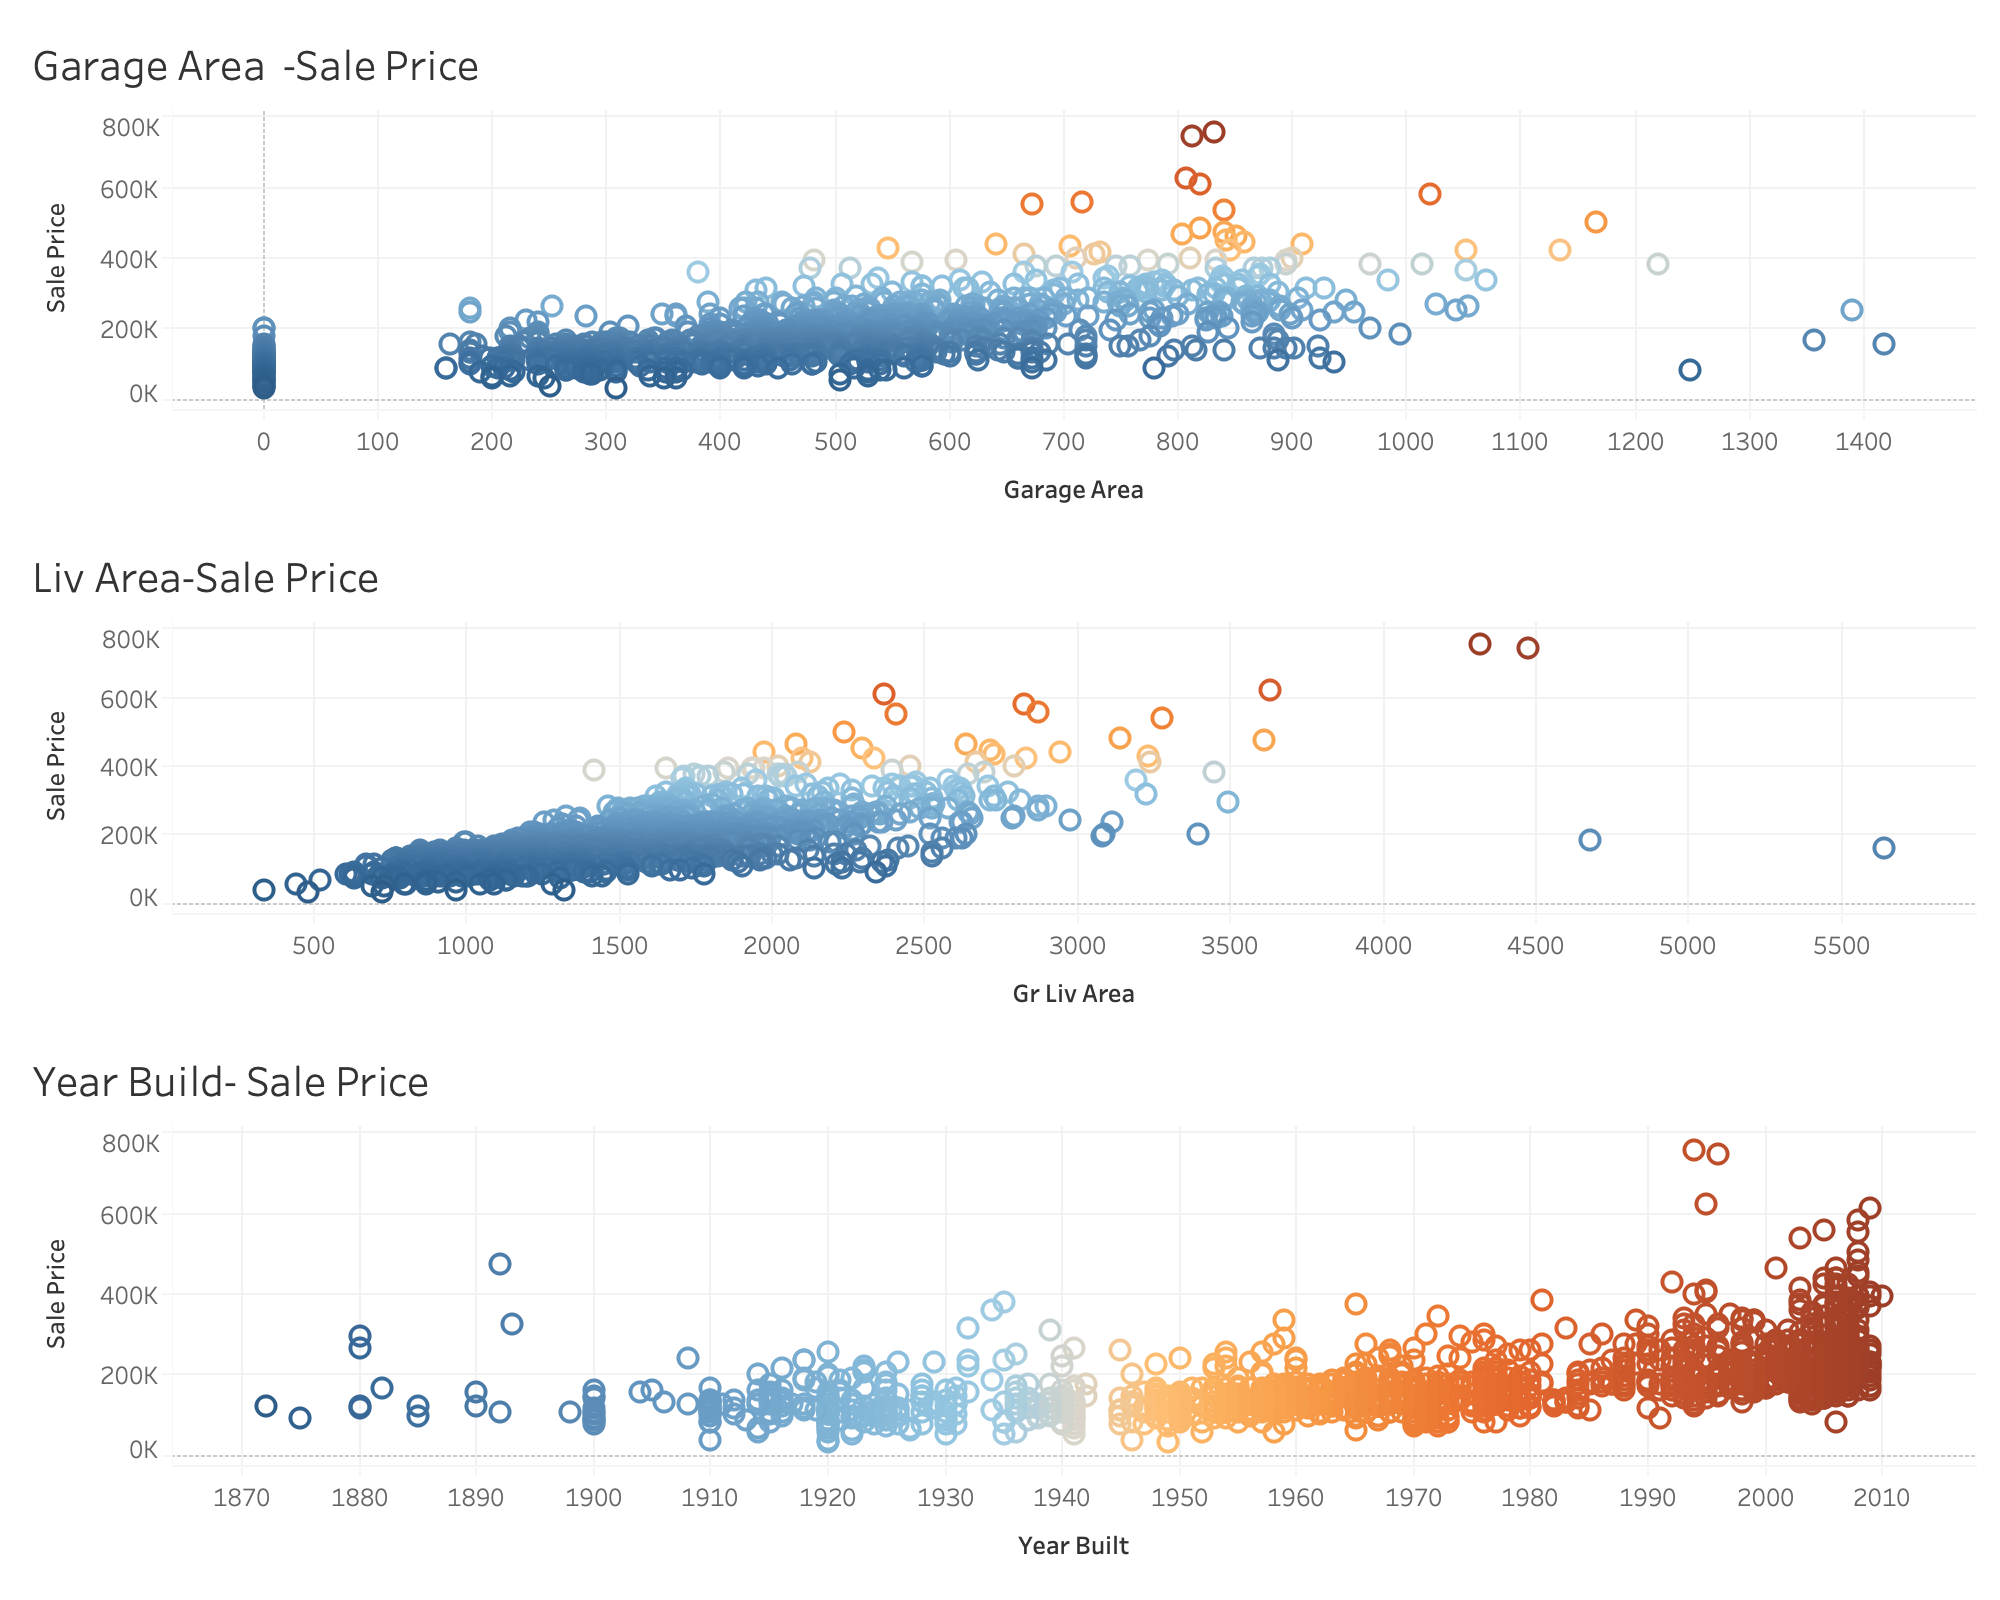 Garage Area  -Sale Price
800K
600K
400K
200K
0K
Sale Price
0 100 200 300 400 500 600 700 800 900 1000 1100 1200 1300 1400
Garage Area
Liv Area-Sale Price
800K
600K
400K
200K
0K
Sale Price
500 1000 1500 2000 2500 3000 3500 4000 4500 5000 5500
Gr Liv Area
Year Build- Sale Price
800K
600K
400K
200K
0K
Sale Price
1870 1880 1890 1900 1910 1920 1930 1940 1950 1960 1970 1980 1990 2000 2010
Year Built